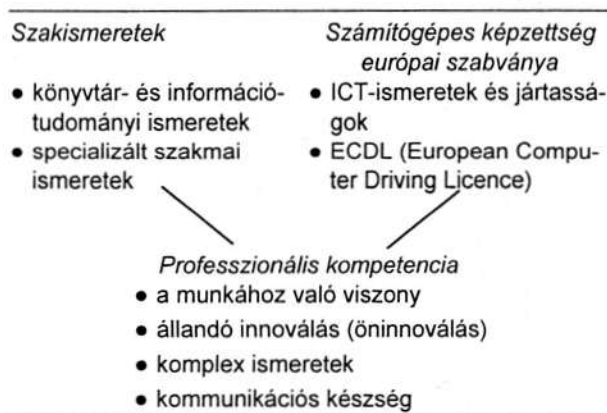 Szakismeretek
● könyvtár- és információ-
tudományi ismeretek
● specializált szakmai
ismeretek
Számítógépes képzettség
európai szabványa
● ICT-ismeretek és jártassá-
gok
● ECDL (European Compu-
ter Driving Licence)
Professzionális kompetencia
● a munkához való viszony
● állandó innoválás (öninnoválás)
● komplex ismeretek
● kommunikációs készség